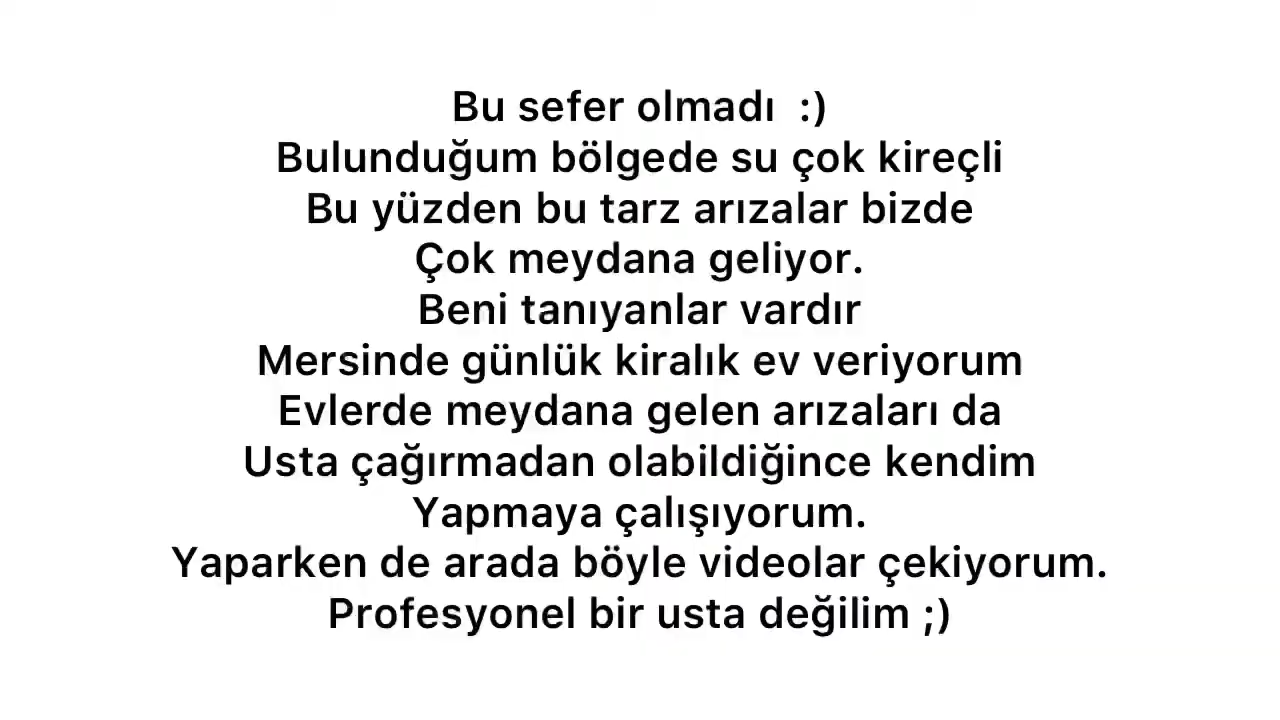 Bu sefer olmadı :)
Bulunduğum bölgede su çok kireçli
Bu yüzden bu tarz arızalar bizde
Çok meydana geliyor.
Beni tanıyanlar vardır
Mersinde günlük kiralık ev veriyorum
Evlerde meydana gelen arızaları da
Usta çağırmadan olabildiğince kendim
Yapmaya çalışıyorum.
Yaparken de arada böyle videolar çekiyorum.
Profesyonel bir usta değilim ;)